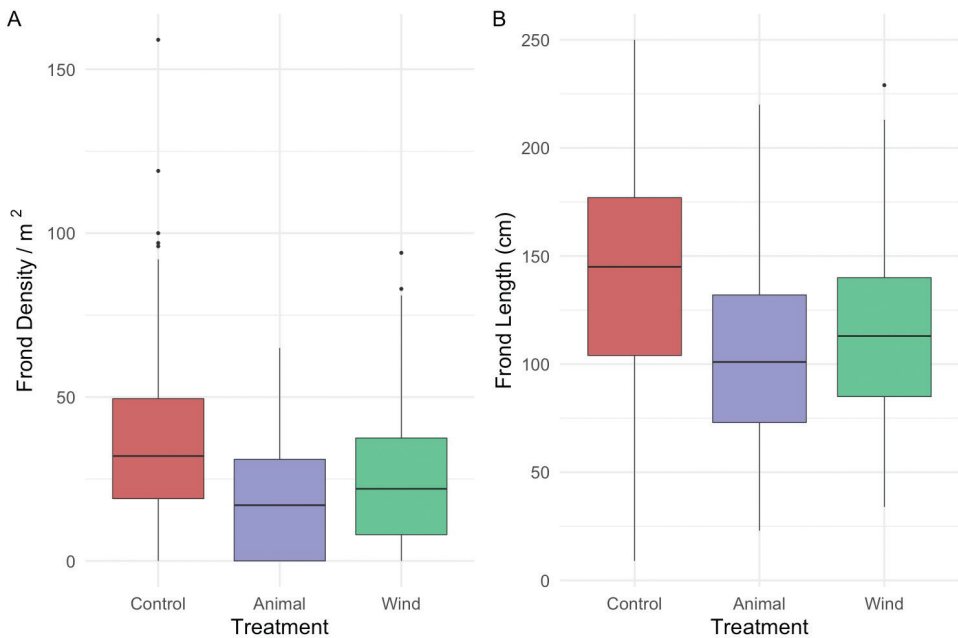 A
150
100
50
0
Frond Density / m 2
Control Animal Wind
Treatment
B
250
200
150
100
50
0
Frond Length (cm)
Control Animal Wind
Treatment